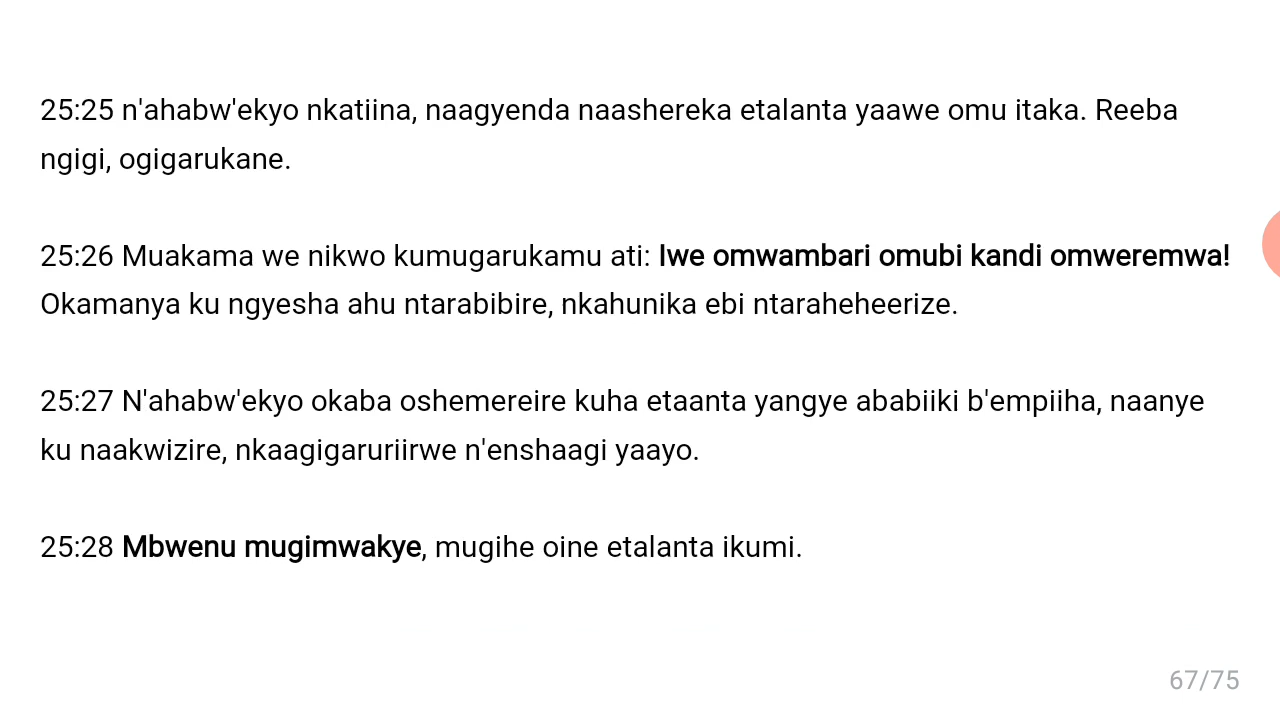 25:25 n'ahabw'ekyo nkatiina, naagyenda naashereka etalanta yaawe omu itaka. Reeba
ngigi, ogigarukane.
25:26 Muakama we nikwo kumugarukamu ati: Iwe omwambari omubi kandi omweremwa!
Okamanya ku ngyesha ahu ntarabibire, nkahunika ebi ntaraheheerize.
25:27 N'ahabw'ekyo okaba oshemereire kuha etaanta yangye ababiiki b'empiiha, naanye
ku naakwizire, nkaagigaruriirwe n'enshaagi yaayo.
25:28 Mbwenu mugimwakye, mugihe oine etalanta ikumi.
67/75